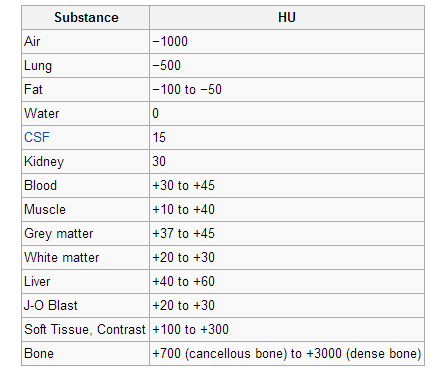 Substance HU
Air −1000
Lung −500
Fat −100 to −50
Water 0
CSF 15
Kidney 30
Blood +30 to +45
Muscle +10 to +40
Grey matter +37 to +45
White matter +20 to +30
Liver +40 to +60
J-O Blast +20 to +30
Soft Tissue, Contrast +100 to +300
Bone +700 (cancellous bone) to +3000 (dense bone)